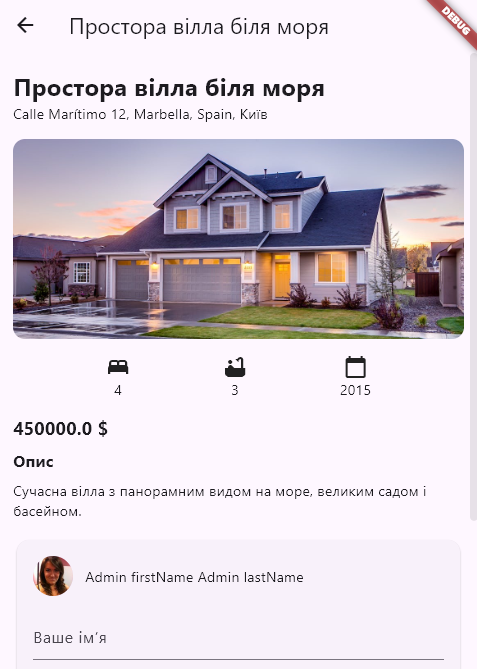 Простора вілла біля моря
DEBUG
Простора вілла біля моря
Calle Marítimo 12, Marbella, Spain, Київ
4
3
2015
450000.0 $
Опис
Сучасна вілла з панорамним видом на море, великим садом і
басейном.
Admin firstName Admin lastName
Ваше ім’я